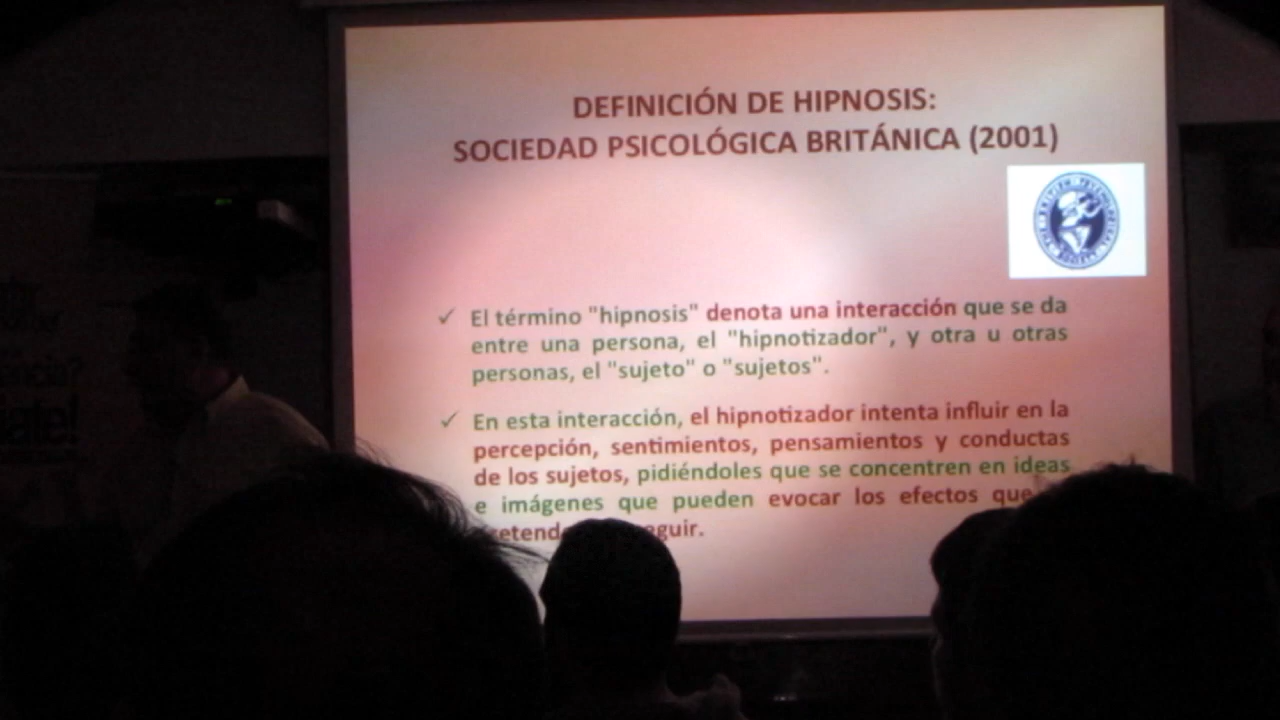 DEFINICIÓN DE HIPNOSIS:
SOCIEDAD PSICOLÓGICA BRITÁNICA (2001)
✓ El término "hipnosis" denota una interacción que se da
entre una persona, el "hipnotizador", y otra u otras
personas, el "sujeto" o "sujetos".
✓ En esta interacción, el hipnotizador intenta influir en la
percepción, sentimientos, pensamientos y conductas
de los sujetos, pidiéndoles que se concentren en ideas
e imágenes que pueden evocar los efectos que